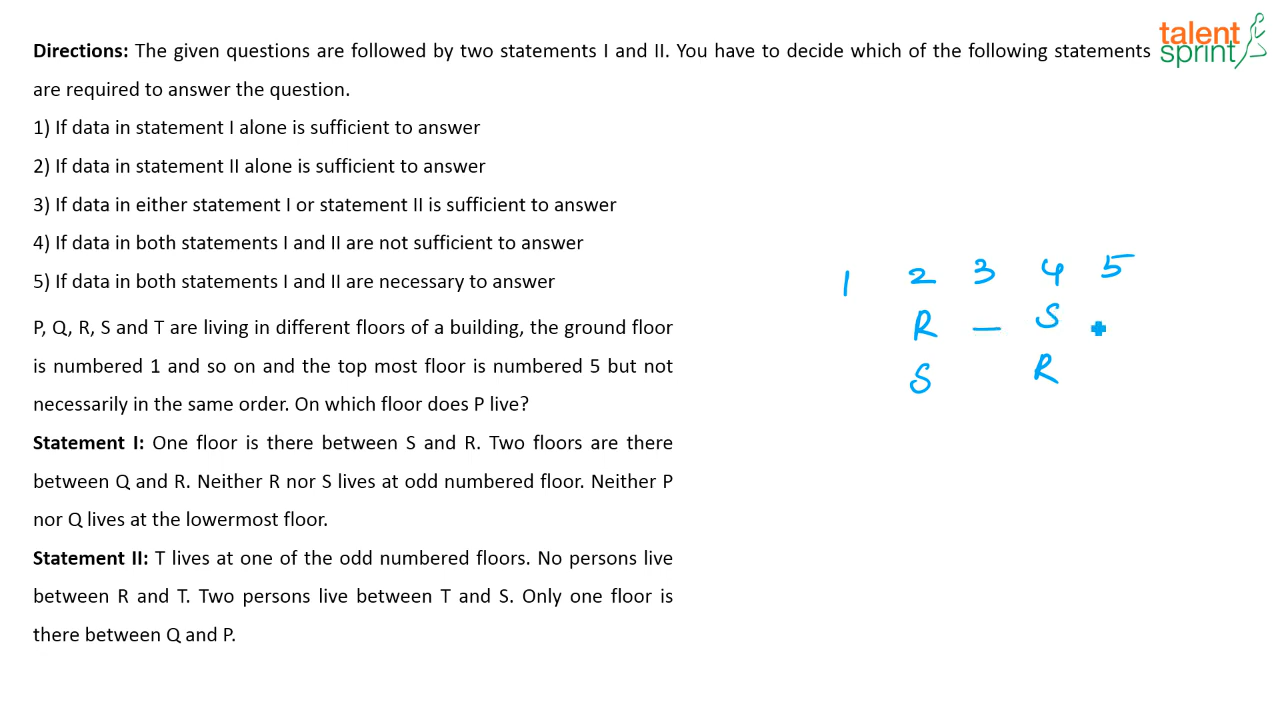 talent
sprint
Directions: The given questions are followed by two statements I and II. You have to decide which of the following statements
are required to answer the question.
1) If data in statement I alone is sufficient to answer
2) If data in statement II alone is sufficient to answer
3) If data in either statement I or statement II is sufficient to answer
4) If data in both statements I and II are not sufficient to answer
5) If data in both statements I and II are necessary to answer
P, Q, R, S and T are living in different floors of a building, the ground floor
is numbered 1 and so on and the top most floor is numbered 5 but not
necessarily in the same order. On which floor does P live?
Statement I: One floor is there between S and R. Two floors are there
between Q and R. Neither R nor S lives at odd numbered floor. Neither P
nor Q lives at the lowermost floor.
Statement II: T lives at one of the odd numbered floors. No persons live
between R and T. Two persons live between T and S. Only one floor is
there between Q and P.
1 2 3 4 5
R — S
S R